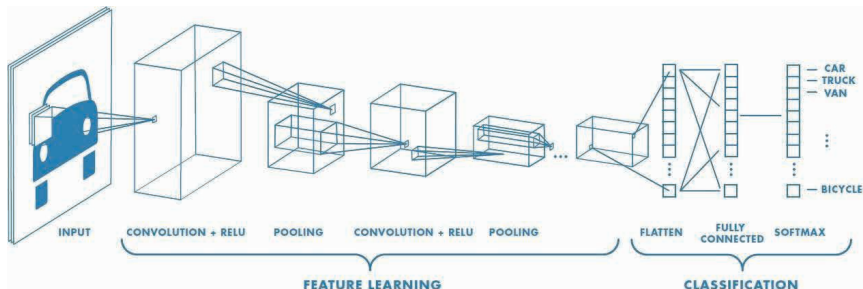 CAR
TRUCK
VAN
BICYCLE
INPUT
CONVOLUTION + RELU
POOLING
CONVOLUTION + RELU
POOLING
FLATTEN
FULLY
CONNECTED
SOFTMAX
FEATURE LEARNING
CLASSIFICATION